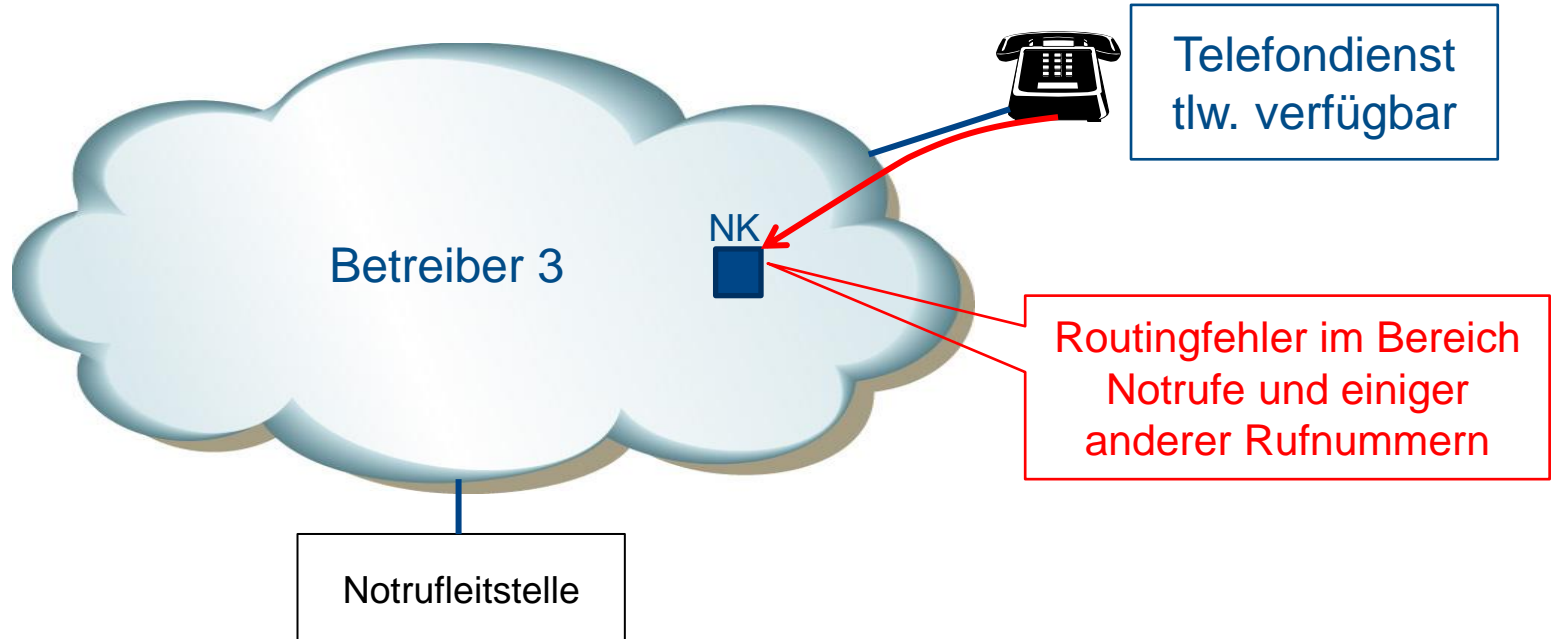 Telefondienst
tlw. verfügbar
NK
Betreiber 3
Routingfehler im Bereich
Notrufe und einiger
anderer Rufnummern
Notrufleitstelle